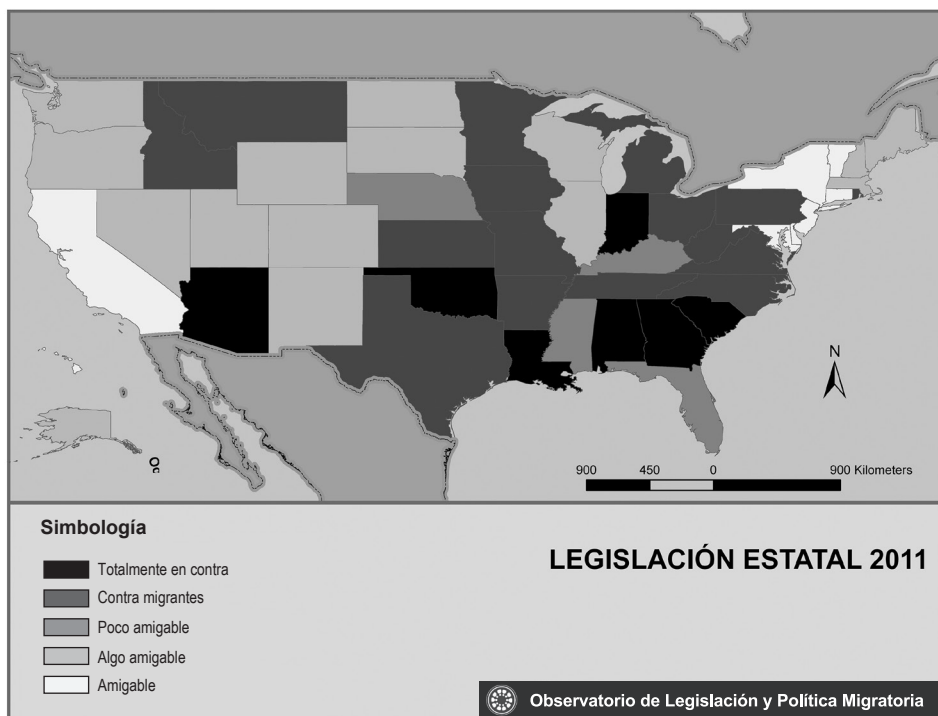 N
900 450 0 900 Kilometers
Simbología
LEGISLACIÓN ESTATAL 2011
Totalmente en contra
Contra migrantes
Poco amigable
Algo amigable
Amigable
Observatorio de Legislación y Política Migratoria